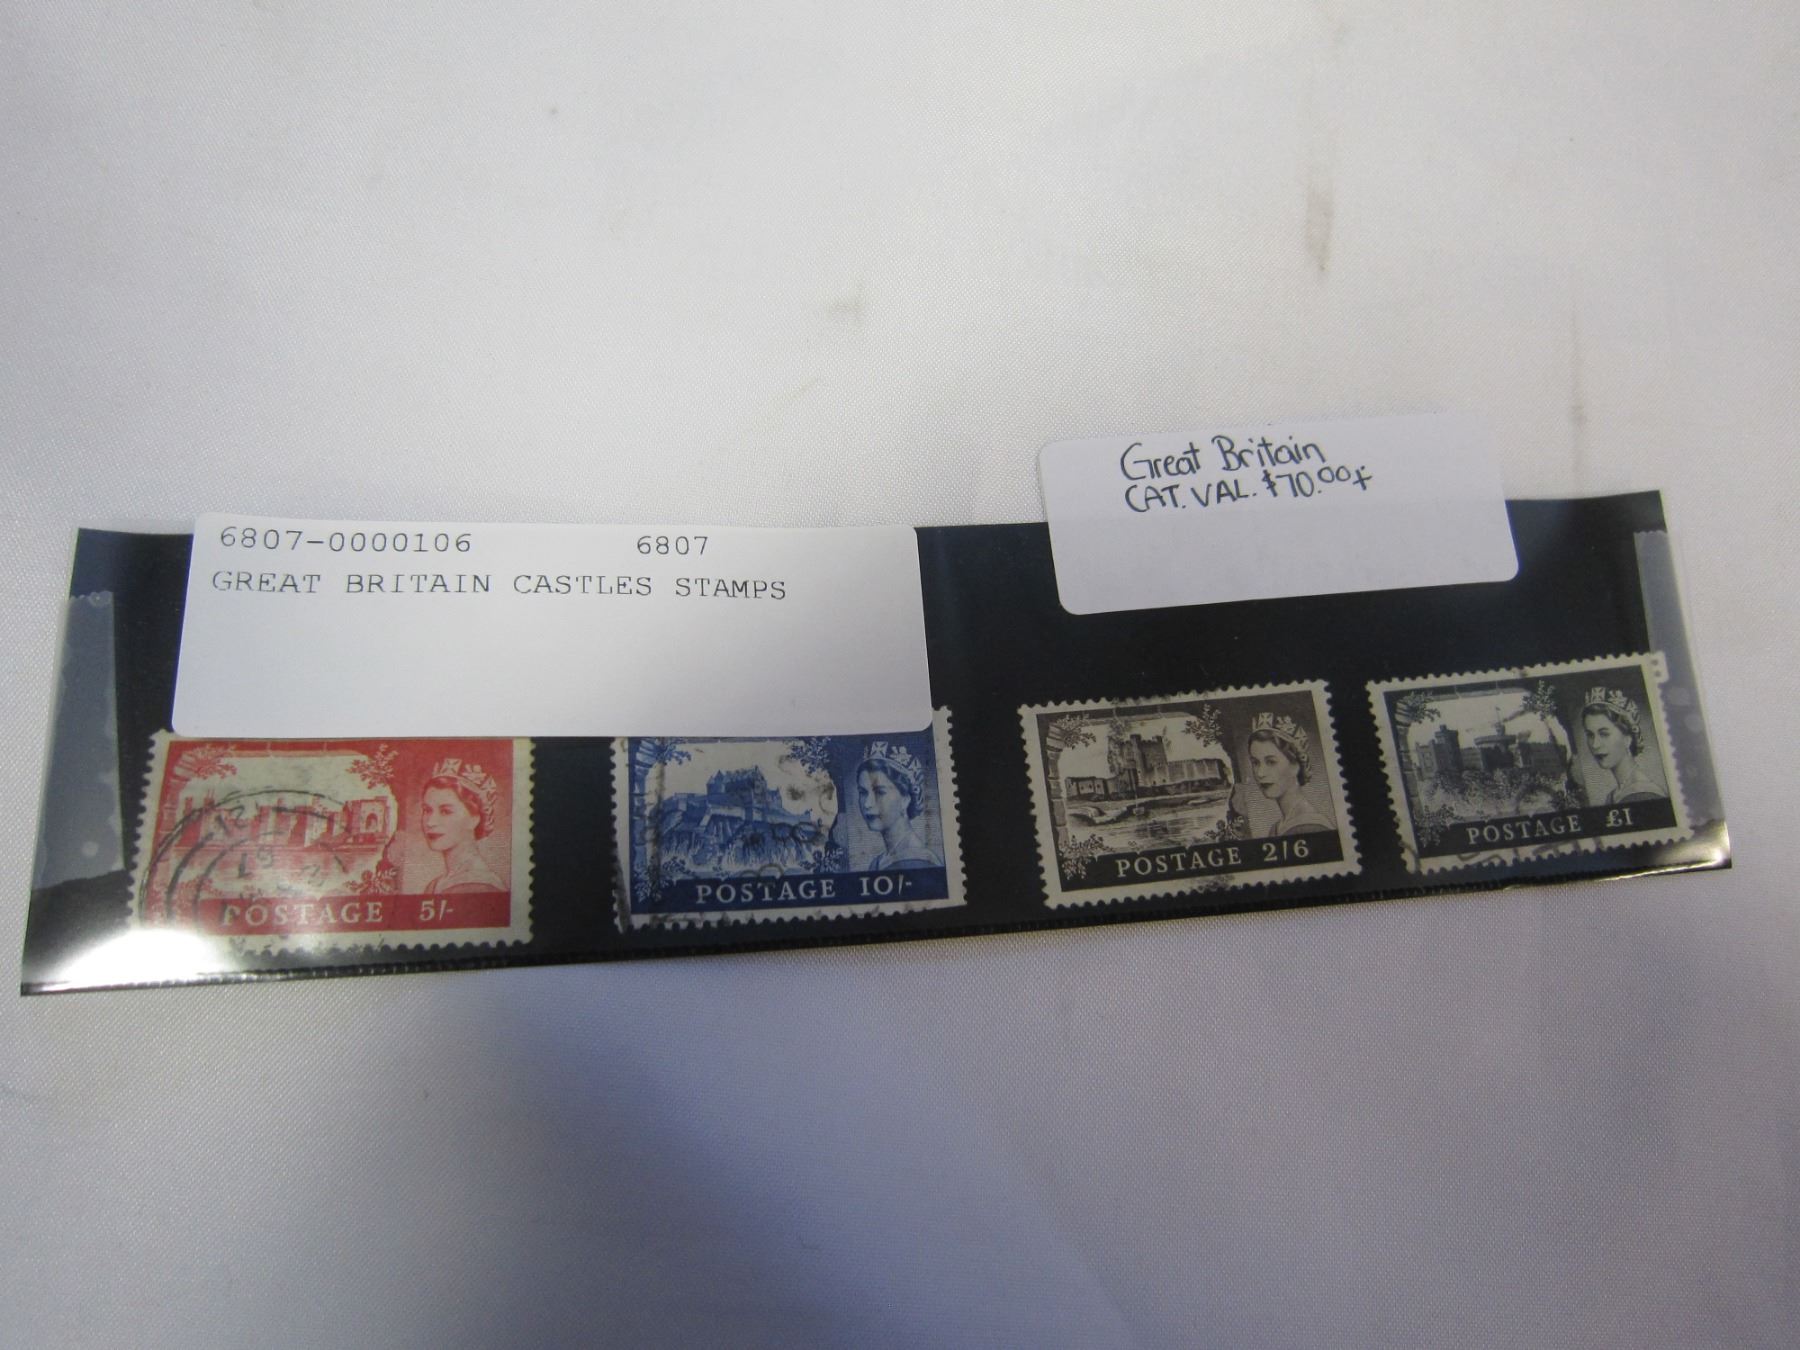 6807-0000106 6807
GREAT BRITAIN CASTLES STAMPS
Great Britain
CAT. VAL. $70.00+
POSTAGE 5/-
POSTAGE 10/-
POSTAGE 2/6
POSTAGE £1